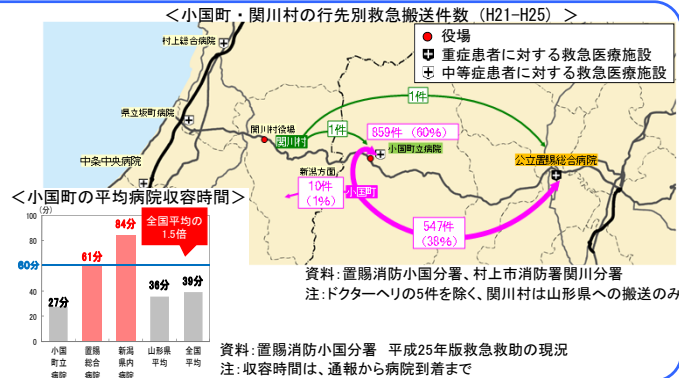 ＜小国町・関川村の行先別救急搬送件数（H21-H25）＞
● 役場
重症患者に対する救急医療施設
中等症患者に対する救急医療施設
村上総合病院
県立坂町病院
中条中央病院
関川村役場
関川村
1件
1件
859件（60%）
小国町立病院
公立置賜総合病院
新潟方面
10件
（1%）
小国町
547件
（38%）
＜小国町の平均病院収容時間＞
（分）
100
80
60分
40
20
0
27分
61分
84分
36分
39分
全国平均の
1.5倍
小国
町立
病院
置賜
総合
病院
新潟
県内
病院
山形県
平均
全国
平均
資料：置賜消防小国分署、村上市消防署関川分署
注：ドクターヘリの5件を除く、関川村は山形県への搬送のみ
資料：置賜消防小国分署　平成25年版救急救助の現況
注：収容時間は、通報から病院到着まで